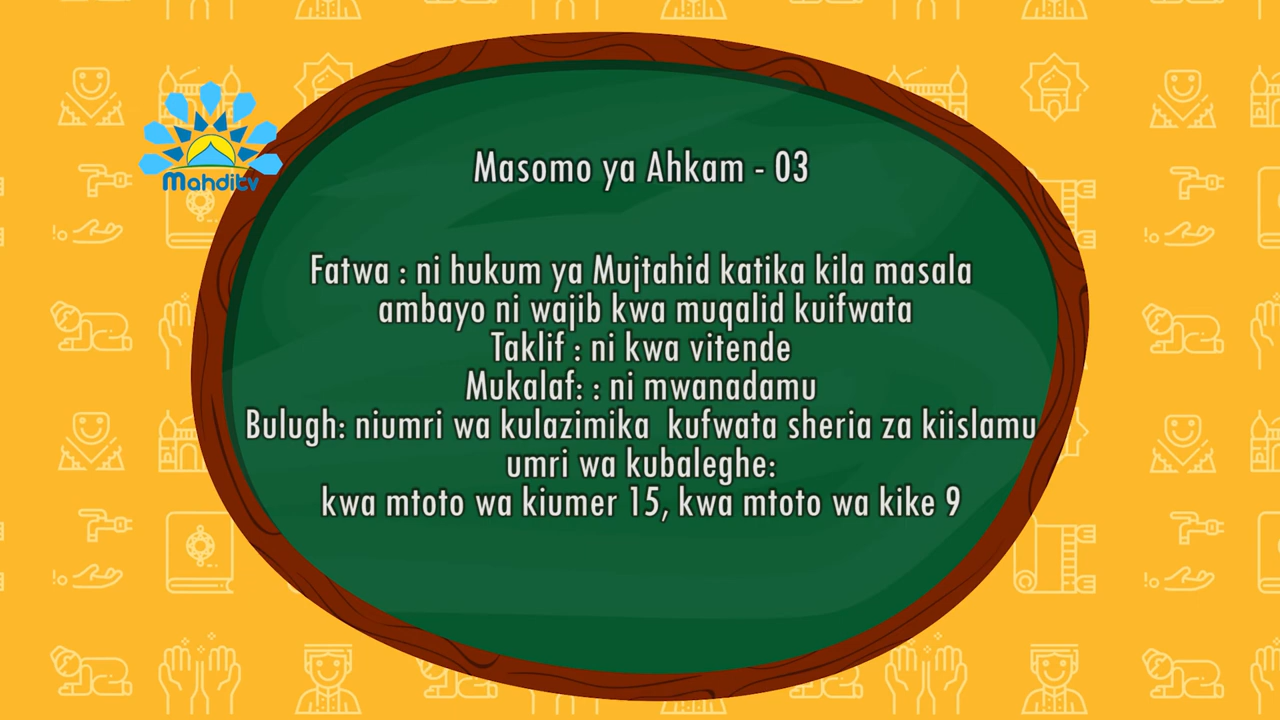 Mahditv
Masomo ya Ahkam - 03
Fatwa : ni hukum ya Mujtahid katika kila masala
ambayo ni wajib kwa muqalid kuifwata
Taklif : ni kwa vitende
Mukalaf: : ni mwanadamu
Bulugh: niumri wa kulazimika  kufwata sheria za kiislamu
umri wa kubaleghe:
kwa mtoto wa kiumer 15, kwa mtoto wa kike 9